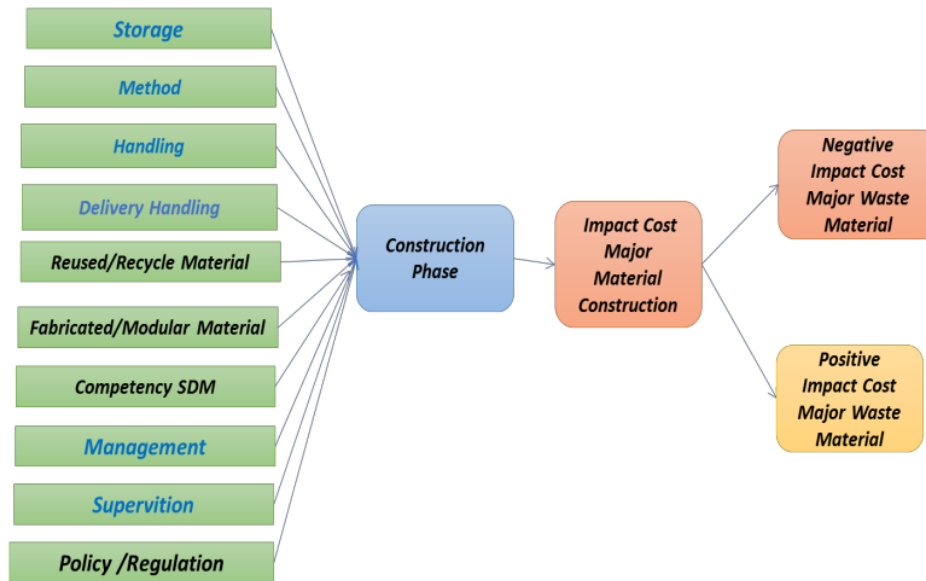 Storage
Method
Handling
Delivery Handling
Reused/Recycle Material
Fabricated/Modular Material
Competency SDM
Management
Supervition
Policy /Regulation
Construction
Phase
Impact Cost
Major
Material
Construction
Negative
Impact Cost
Major Waste
Material
Positive
Impact Cost
Major Waste
Material